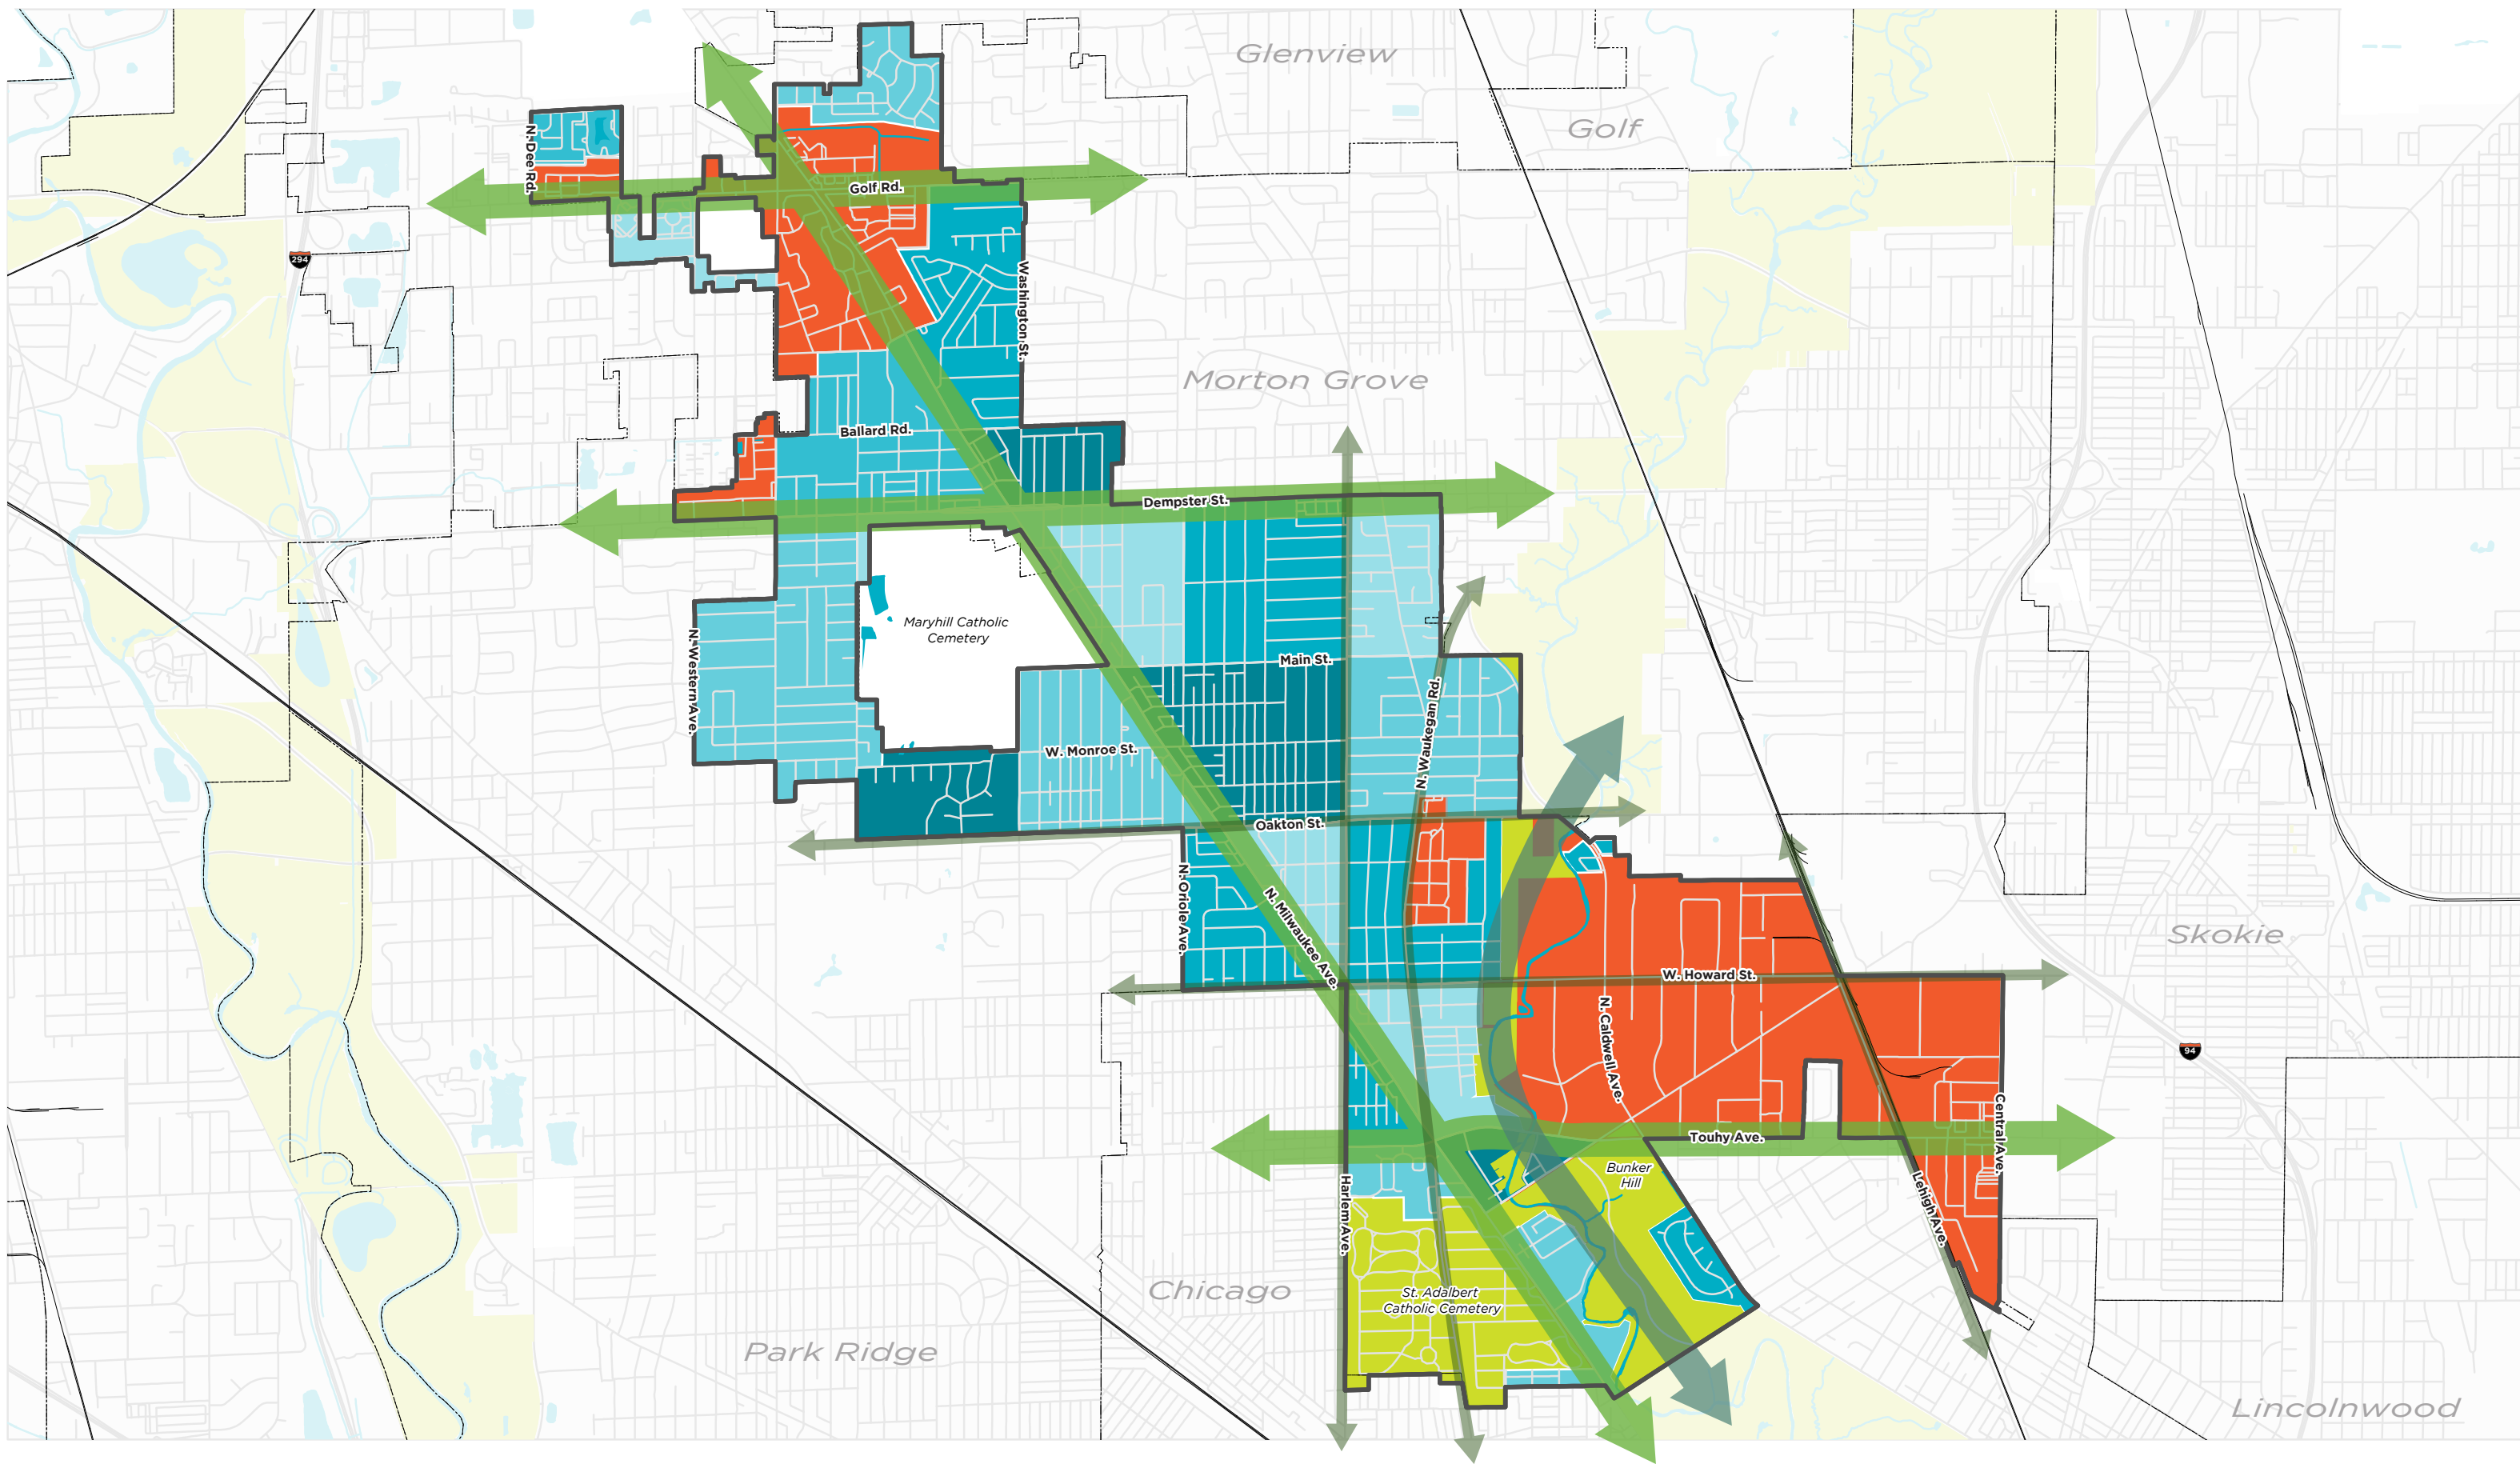 Glenview
Golf
N. Dee Rd.
Golf Rd.
294
Washington St.
Morton Grove
Ballard Rd.
Dempster St.
Maryhill Catholic
Cemetery
N. Western Ave.
Main St.
N. Waukegan Rd.
W. Monroe St.
Oakton St.
N. Oriole Ave.
N. Milwaukee Ave.
Skokie
W. Howard St.
N. Caldwell Ave.
94
Central Ave.
Touhy Ave.
Bunker
Hill
Harlem Ave.
Lehigh Ave.
Chicago
St. Adalbert
Catholic Cemetery
Park Ridge
Lincolnwood